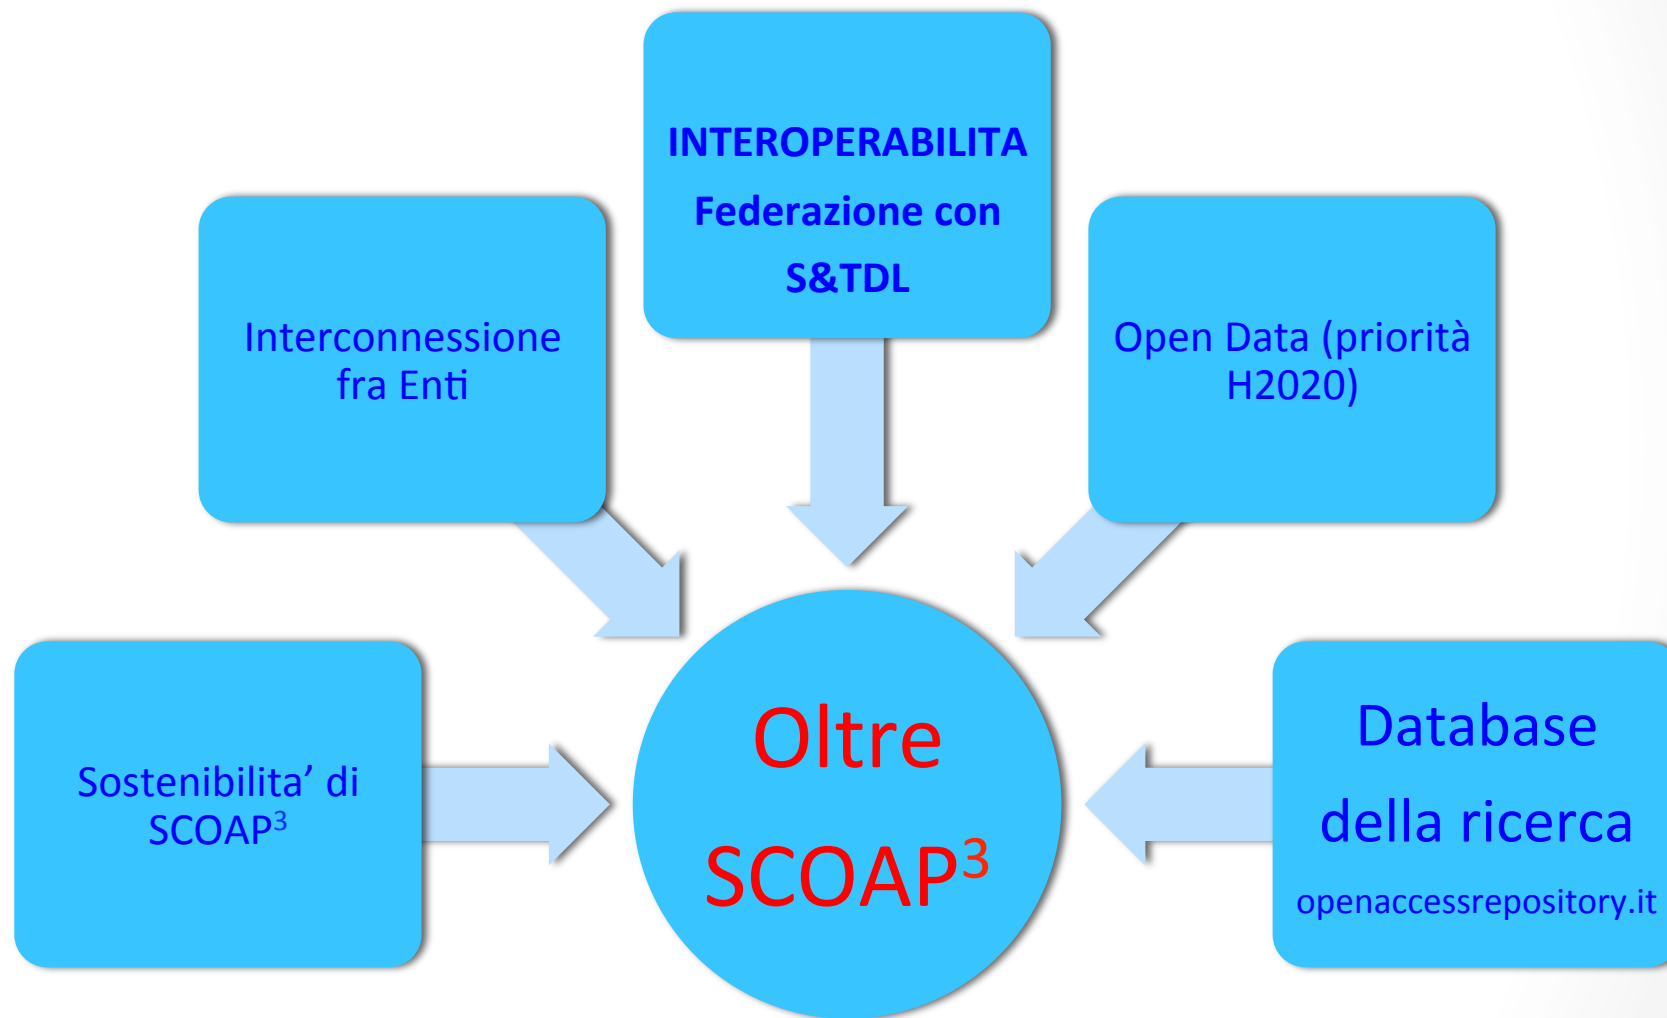 INTEROPERABILITA
Federazione con
S&TDL
Interconnessione
fra Enti
Open Data (priorità
H2020)
Sostenibilita’ di
SCOAP³
Oltre
SCOAP³
Database
della ricerca
openaccessrepository.it